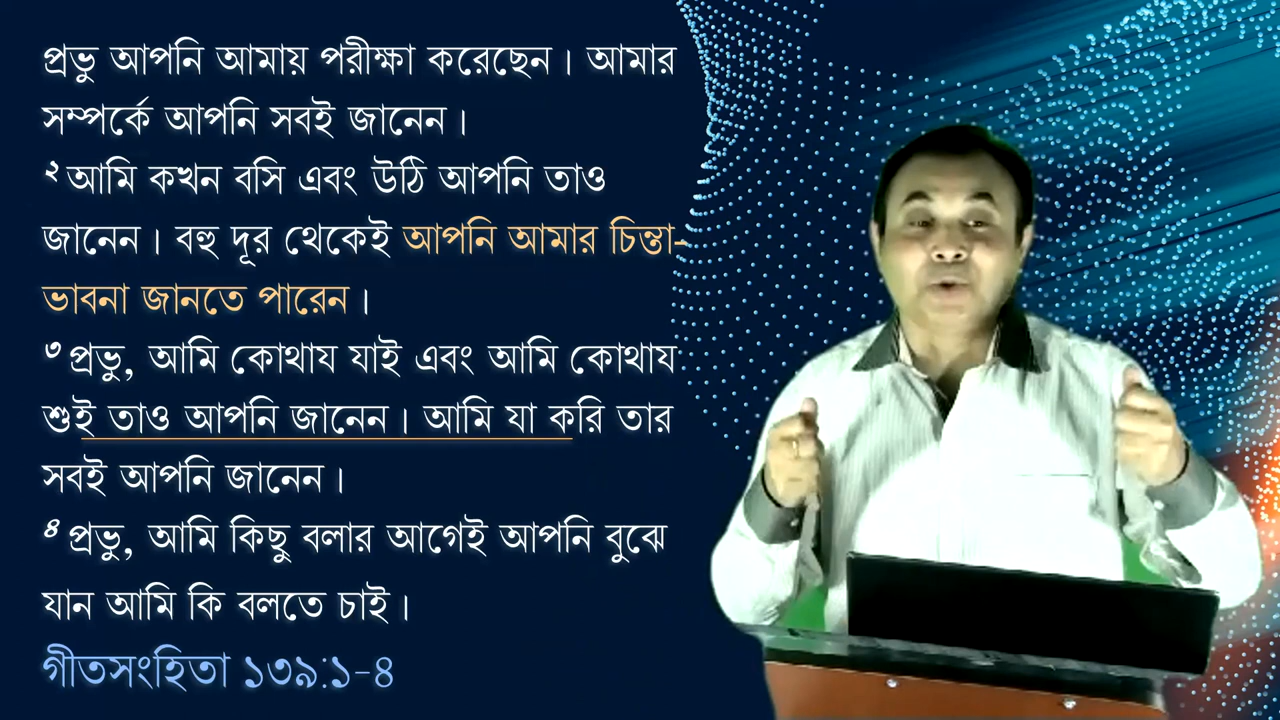 প্রভু আপনি আমায় পরীক্ষা করেছেন। আমার
সম্পর্কে আপনি সবই জানেন।
২ আমি কখন বসি এবং উঠি আপনি তাও
জানেন। বহু দূর থেকেই আপনি আমার চিন্তা-
ভাবনা জানতে পারেন।
৩ প্রভু, আমি কোথায যাই এবং আমি কোথায
শুই তাও আপনি জানেন। আমি যা করি তার
সবই আপনি জানেন।
৪ প্রভু, আমি কিছু বলার আগেই আপনি বুঝে
যান আমি কি বলতে চাই।
গীতসংহিতা ১৩৯:১-৪